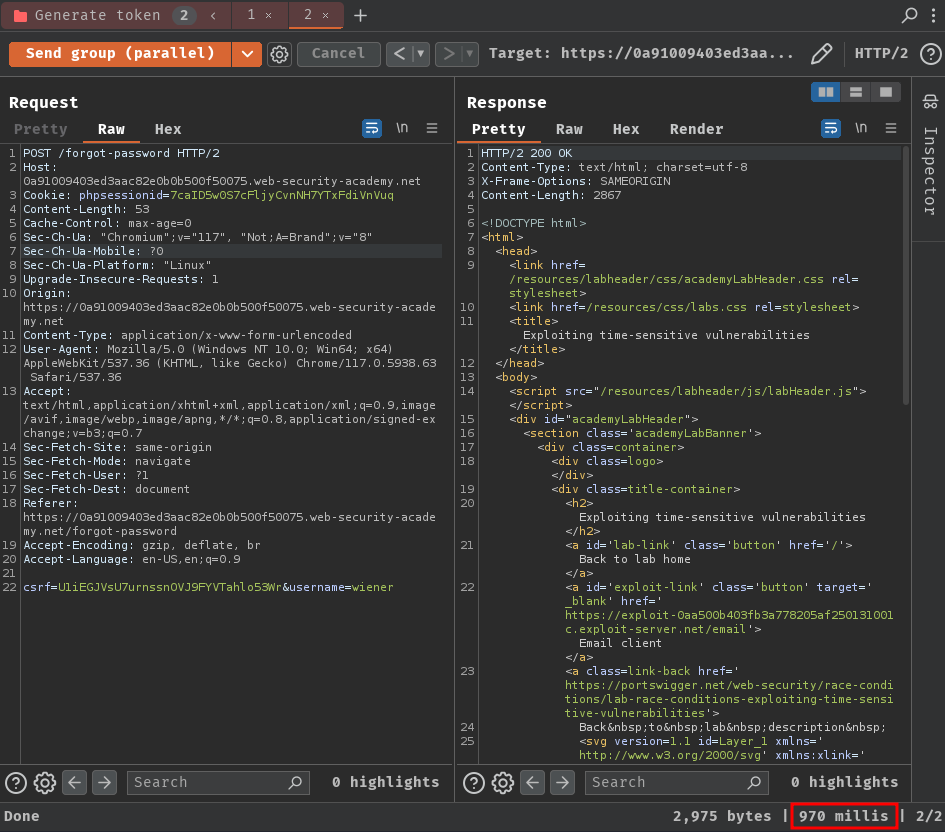 Generate token 2 ‹ 1 × 2 × +
Send group (parallel) Cancel < > Target: https://0a91009403ed3aa... HTTP/2
Request
Pretty Raw Hex \n
1 POST /forgot-password HTTP/2
2 Host:
0a91009403ed3aac82e0b0b500f50075.web-security-academy.net
3 Cookie: phpsessionid=7caID5wOS7cFljyCvnNH7YTxFdiVnVuq
4 Content-Length: 53
5 Cache-Control: max-age=0
6 Sec-Ch-Ua: "Chromium";v="117", "Not;A=Brand";v="8"
7 Sec-Ch-Ua-Mobile: ?0
8 Sec-Ch-Ua-Platform: "Linux"
9 Upgrade-Insecure-Requests: 1
10 Origin:
https://0a91009403ed3aac82e0b0b500f50075.web-security-acade
my.net
11 Content-Type: application/x-www-form-urlencoded
12 User-Agent: Mozilla/5.0 (Windows NT 10.0; Win64; x64)
AppleWebKit/537.36 (KHTML, like Gecko) Chrome/117.0.5938.63
Safari/537.36
13 Accept:
text/html,application/xhtml+xml,application/xml;q=0.9,image
/avif,image/webp,image/apng,*/*;q=0.8,application/signed-ex
change;v=b3;q=0.7
14 Sec-Fetch-Site: same-origin
15 Sec-Fetch-Mode: navigate
16 Sec-Fetch-User: ?1
17 Sec-Fetch-Dest: document
18 Referer:
https://0a91009403ed3aac82e0b0b500f50075.web-security-acade
my.net/forgot-password
19 Accept-Encoding: gzip, deflate, br
20 Accept-Language: en-US,en;q=0.9
21
22 csrf=U1iEGJVsU7urnssnOVJ9FYVTahlo53Wr&username=wiener
Search 0 highlights
Response
Pretty Raw Hex Render \n
1 HTTP/2 200 OK
2 Content-Type: text/html; charset=utf-8
3 X-Frame-Options: SAMEORIGIN
4 Content-Length: 2867
5
6 <!DOCTYPE html>
7 <html>
8 <head>
9 <link href=
/resources/labheader/css/academyLabHeader.css rel=
stylesheet>
10 <link href=/resources/css/labs.css rel=stylesheet>
11 <title>
Exploiting time-sensitive vulnerabilities
</title>
12 </head>
13 <body>
14 <script src="/resources/labheader/js/labHeader.js">
</script>
15 <div id="academyLabHeader">
16 <section class='academyLabBanner'>
17 <div class=container>
18 <div class=logo>
</div>
19 <div class=title-container>
20 <h2>
Exploiting time-sensitive vulnerabilities
</h2>
21 <a id='lab-link' class='button' href='/'>
Back to lab home
</a>
22 <a id='exploit-link' class='button' target='
_blank' href='
https://exploit-0aa500b403fb3a778205af250131001
c.exploit-server.net/email'>
Email client
</a>
23 <a class=link-back href='
https://portswigger.net/web-security/race-condi
tions/lab-race-conditions-exploiting-time-sensi
tive-vulnerabilities'>
24 Back&nbsp;to&nbsp;lab&nbsp;description&nbsp;
25 <svg version=1.1 id=Layer_1 xmlns='
http://www.w3.org/2000/svg' xmlns:xlink='
Search 0 highlights
Inspector
Done 2,975 bytes | 970 millis | 2/2